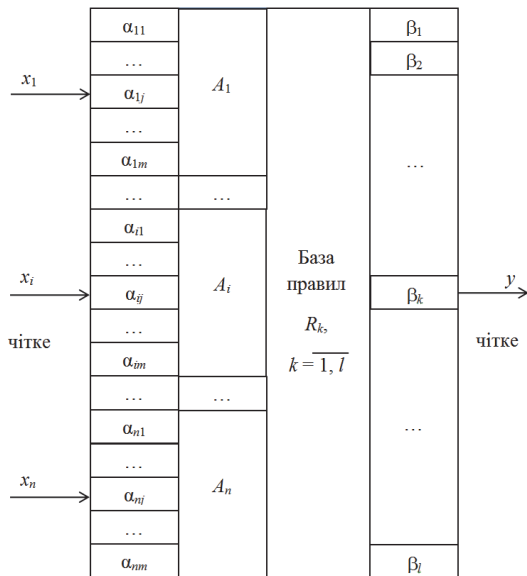 α11
β1
…
β2
x1
α1j
A1
…
α1m
…
…
…
αi1
…
База
xi
αij
Ai
правил
βk
y
чітке
…
Rk,
чітке
αim
k = 1, l
…
…
αn1
…
…
xn
αnj
An
…
αnm
βl